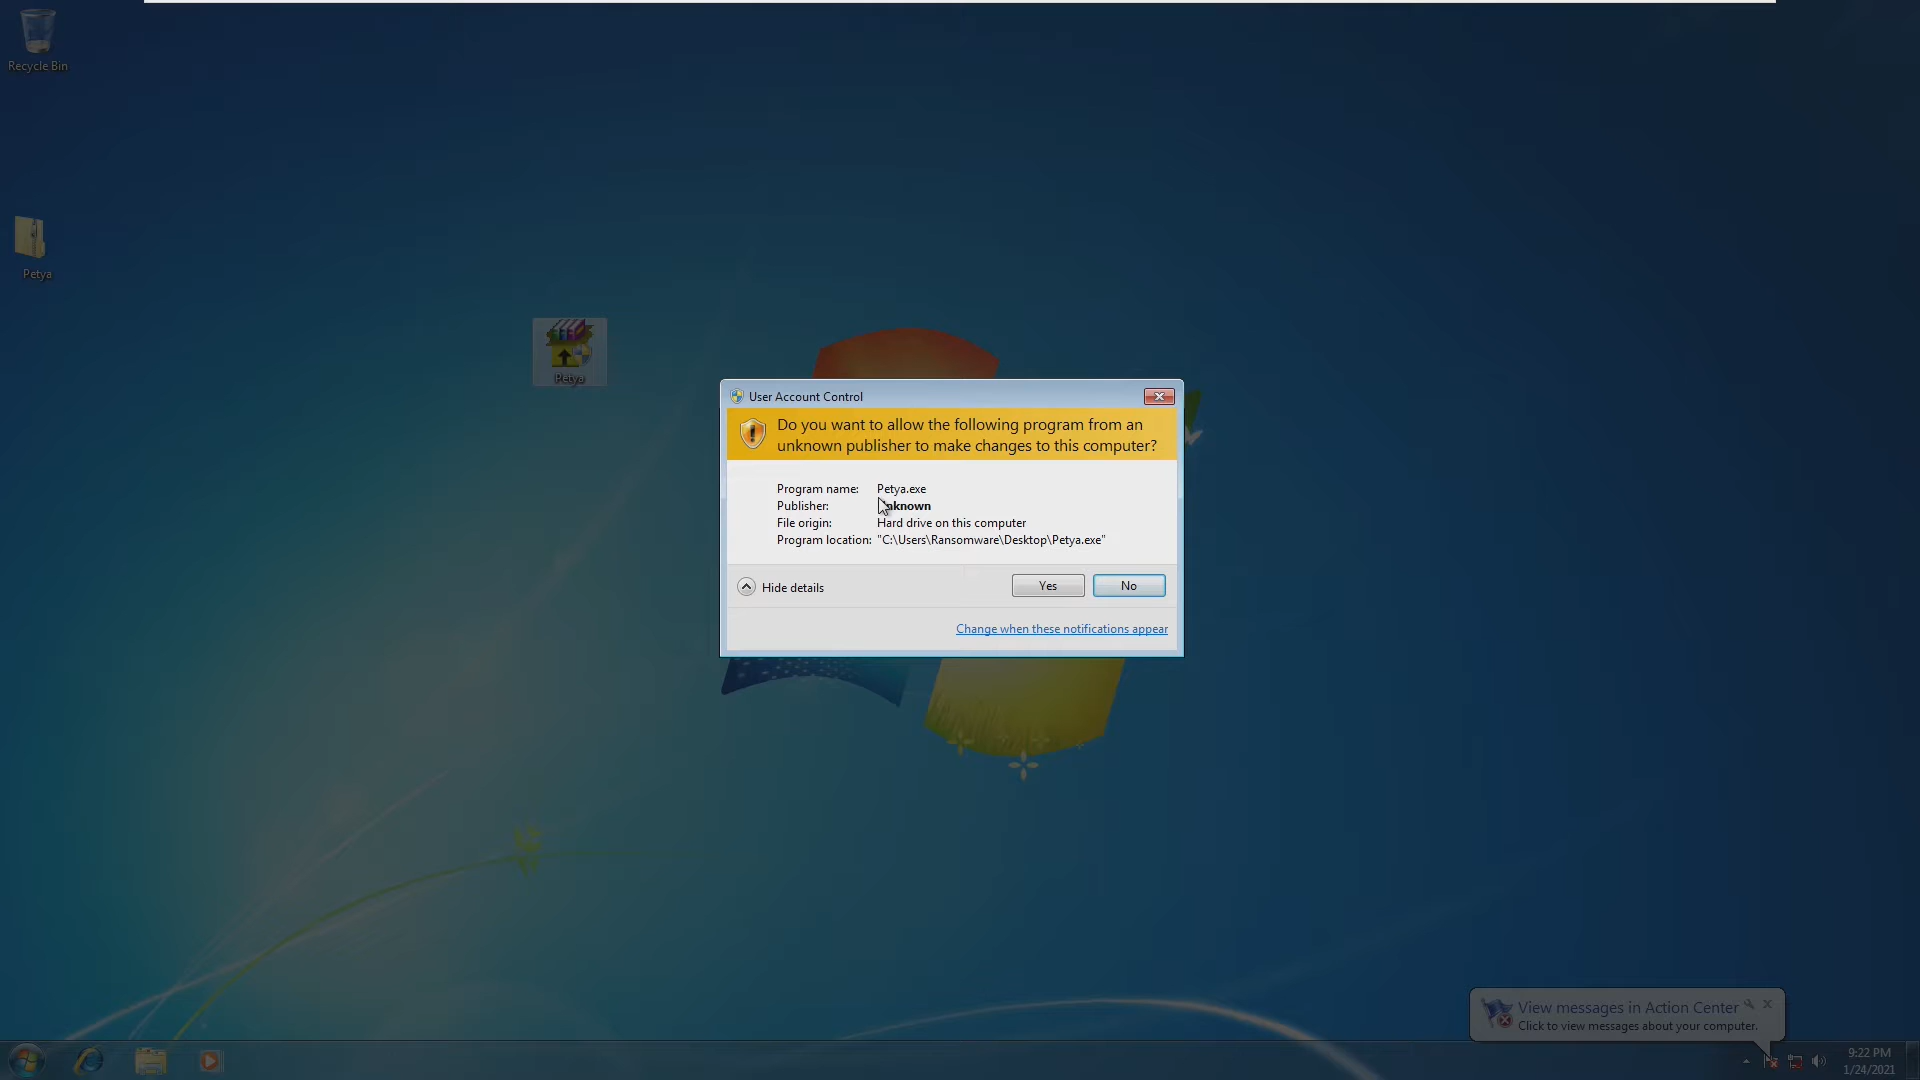 Recycle Bin
Petya
Petya
User Account Control
Do you want to allow the following program from an
unknown publisher to make changes to this computer?
Program name: Petya.exe
Publisher: Unknown
File origin: Hard drive on this computer
Program location: "C:\Users\Ransomware\Desktop\Petya.exe"
Hide details
Yes
No
Change when these notifications appear
View messages in Action Center
Click to view messages about your computer.
9:22 PM
1/24/2021